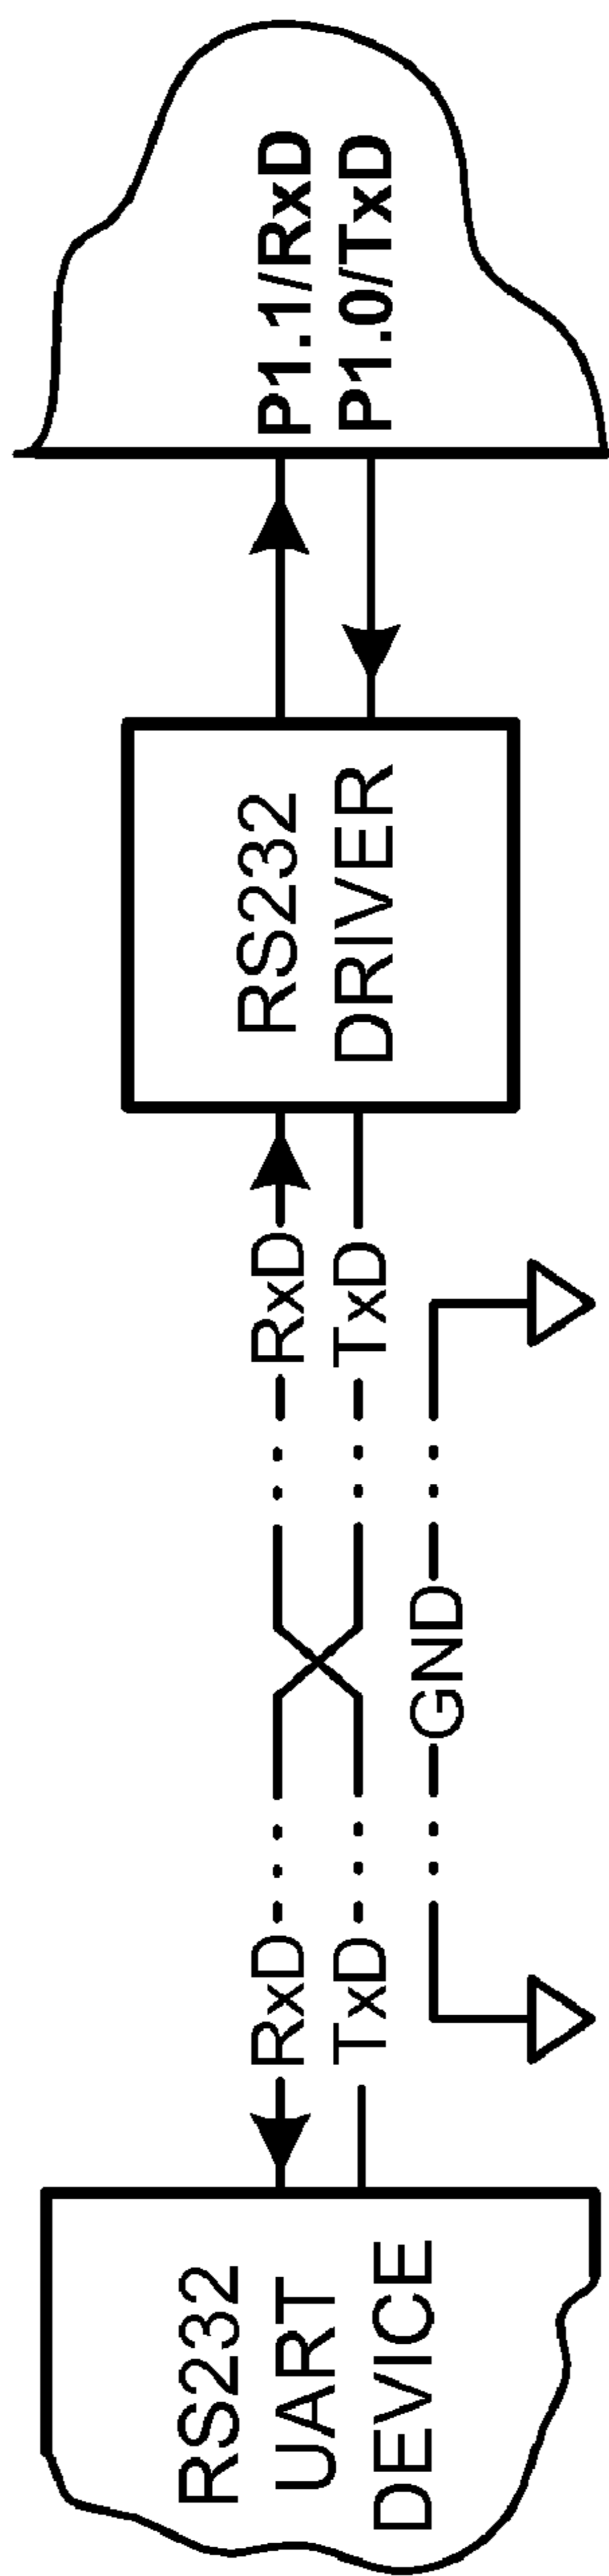 RS232
UART
DEVICE
RxD
TxD
GND
RxD
TxD
RS232
DRIVER
P1.1/RxD
P1.0/TxD